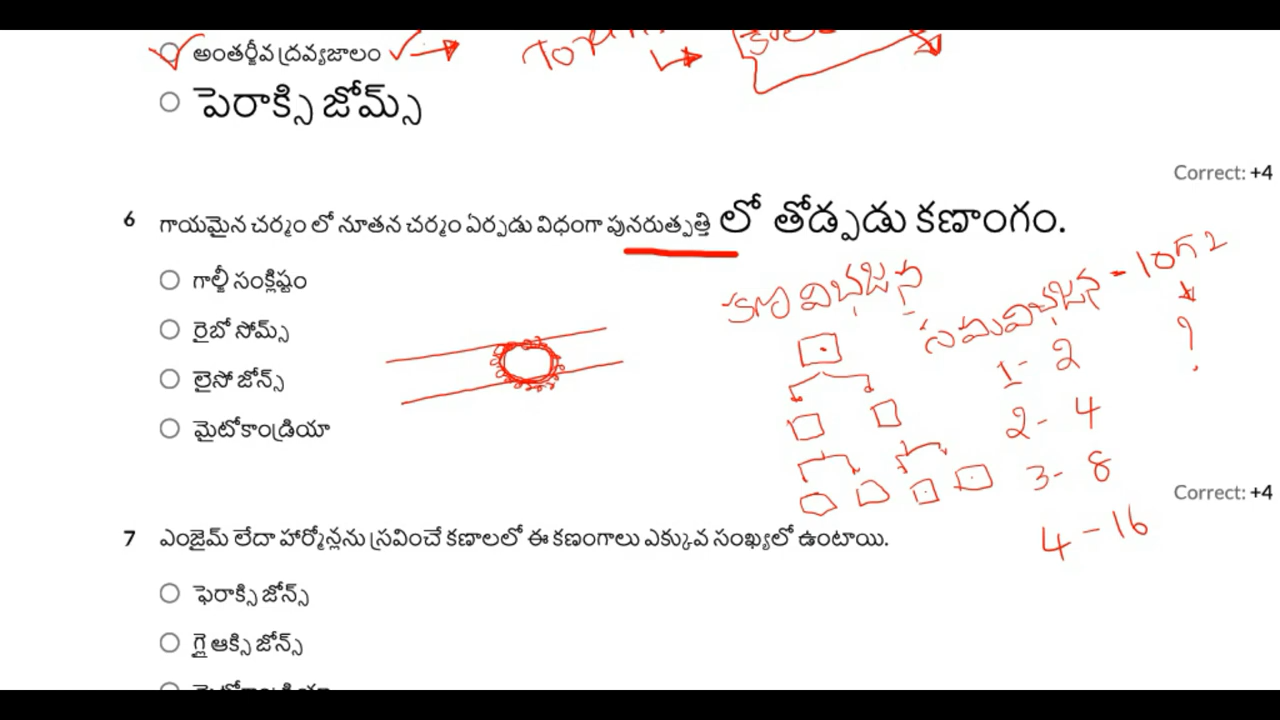 అంతర్జీవ ద్రవ్యజాలం
పెరాక్సి జోమ్స్
Correct: +4
6 గాయమైన చర్మం లో నూతన చర్మం ఏర్పడు విధంగా పునరుత్పత్తి లో తోడ్పడు కణాంగం.
గాల్జీ సంక్లిష్టం
రైబో సోమ్స్
లైసో జోన్స్
మైటోకాండ్రియా
కణ విభజన
సమవిభజన - 10
1- 2
2- 4
3- 8
4 - 16
?
Correct: +4
7 ఎంజైమ్ లేదా హార్మోన్లను స్రవించే కణాలలో ఈ కణంగాలు ఎక్కువ సంఖ్యలో ఉంటాయి.
ఫెరాక్సి జోన్స్
గ్లై ఆక్సి జోన్స్